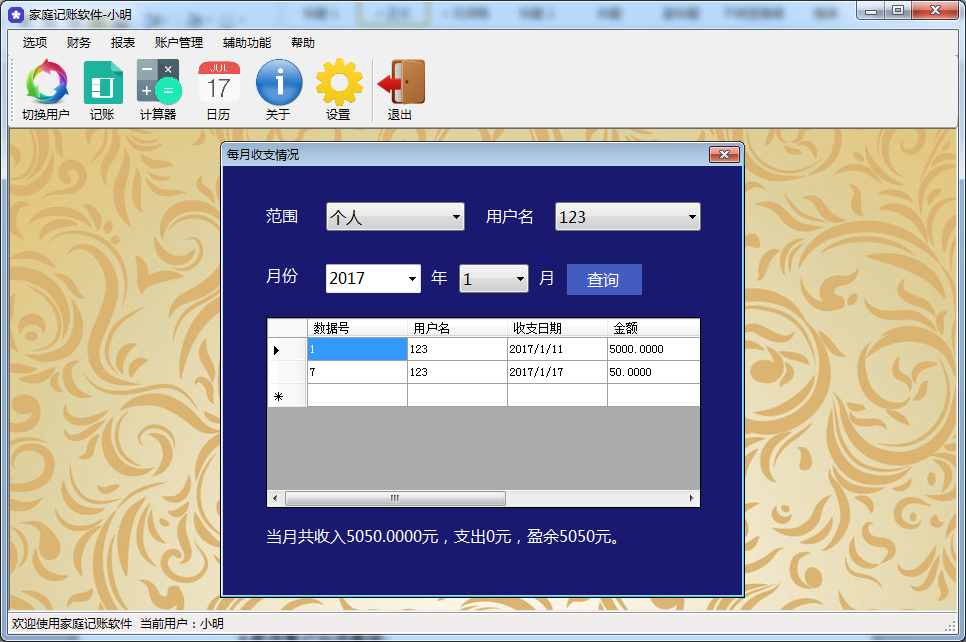 家庭记账软件-小明
选项 财务 报表 账户管理 辅助功能 帮助
JUL
17
切换用户 记账 计算器 日历 关于 设置 退出
每月收支情况
范围 个人 用户名 123
月份 2017 年 1 月 查询
数据号 用户名 收支日期 金额
1 123 2017/1/11 5000.0000
7 123 2017/1/17 50.0000
当月共收入5050.0000元，支出0元，盈余5050元。
欢迎使用家庭记账软件 当前用户：小明